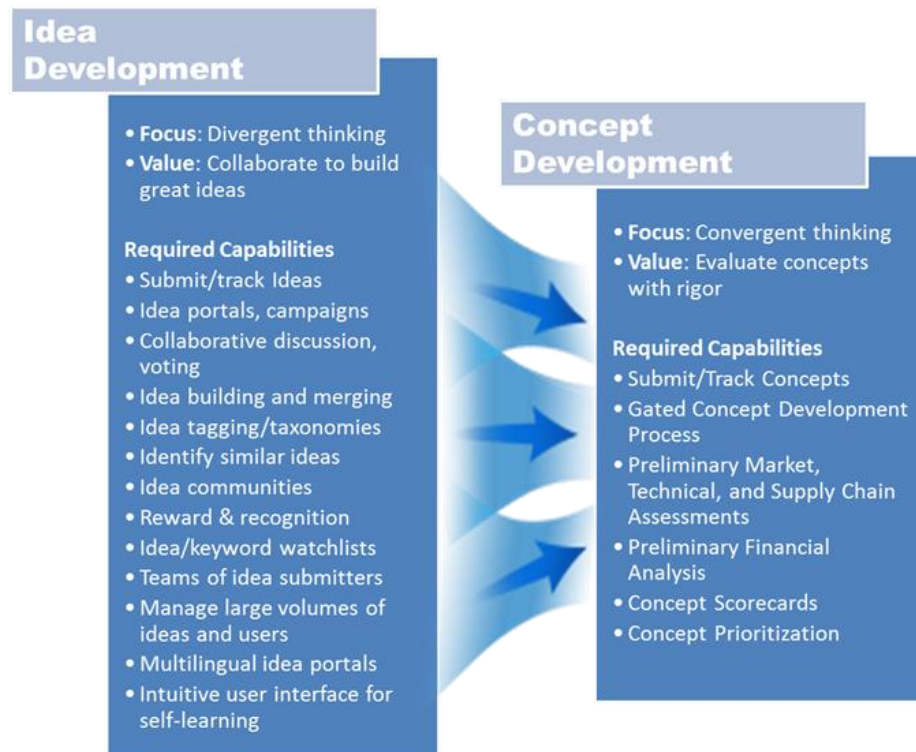 Idea
Development
• Focus: Divergent thinking
• Value: Collaborate to build
great ideas
Required Capabilities
• Submit/track Ideas
• Idea portals, campaigns
• Collaborative discussion,
voting
• Idea building and merging
• Idea tagging/taxonomies
• Identify similar ideas
• Idea communities
• Reward & recognition
• Idea/keyword watchlists
• Teams of idea submitters
• Manage large volumes of
ideas and users
• Multilingual idea portals
• Intuitive user interface for
self-learning
Concept
Development
• Focus: Convergent thinking
• Value: Evaluate concepts
with rigor
Required Capabilities
• Submit/Track Concepts
• Gated Concept Development
Process
• Preliminary Market,
Technical, and Supply Chain
Assessments
• Preliminary Financial
Analysis
• Concept Scorecards
• Concept Prioritization